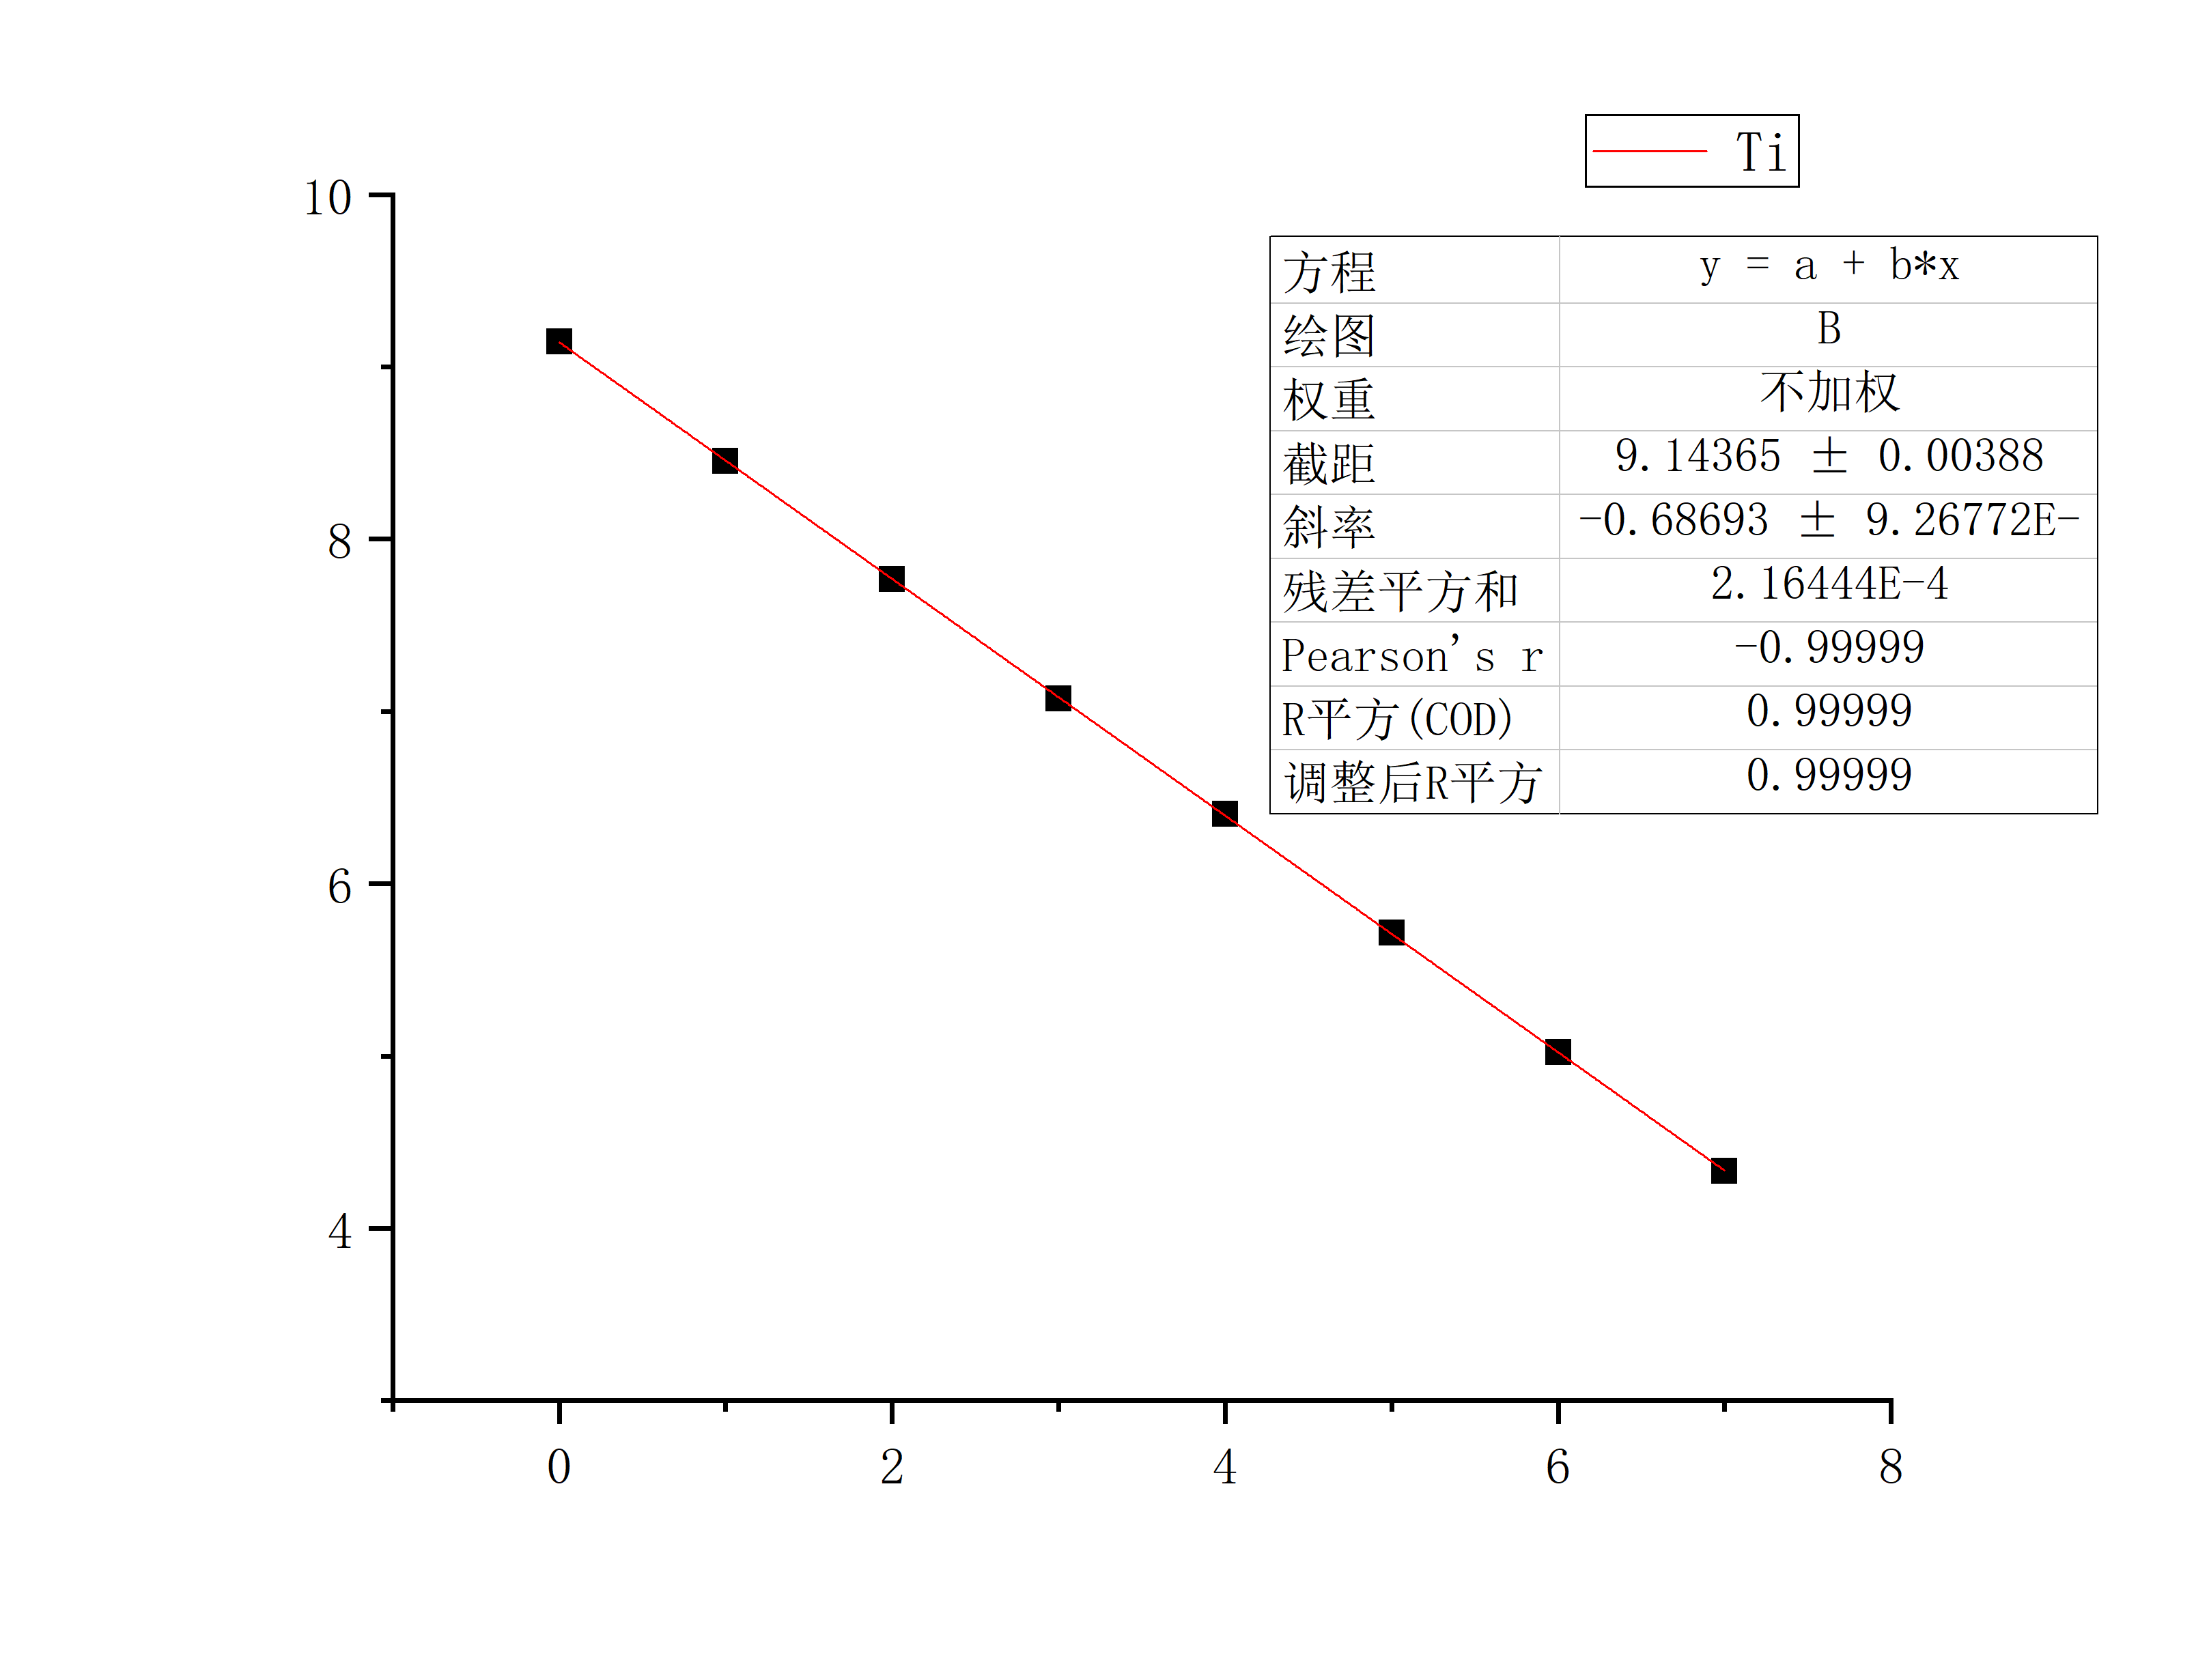 Ti
10
8
6
4
0 2 4 6 8
方程 y = a + b*x
绘图 B
权重 不加权
截距 9.14365 ± 0.00388
斜率 -0.68693 ± 9.26772E-
残差平方和 2.16444E-4
Pearson's r -0.99999
R平方(COD) 0.99999
调整后R平方 0.99999